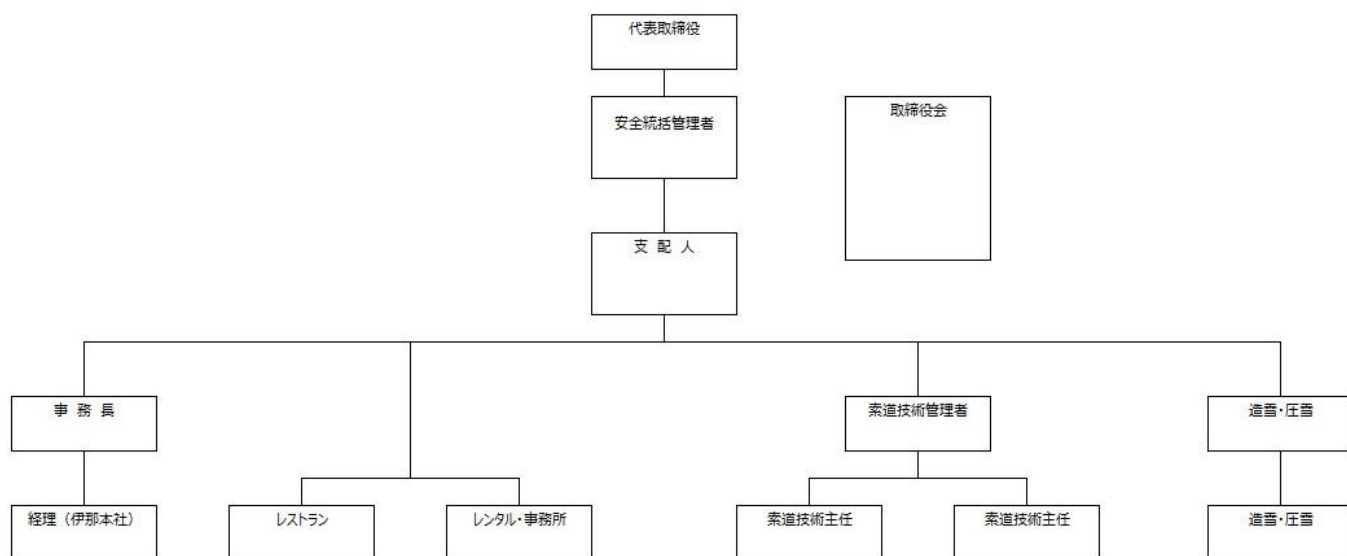 代表取締役
安全統括管理者
取締役会
支 配 人
事 務 長
索道技術管理者
造雪・圧雪
経理（伊那本社）
レストラン
レンタル・事務所
索道技術主任
索道技術主任
造雪・圧雪